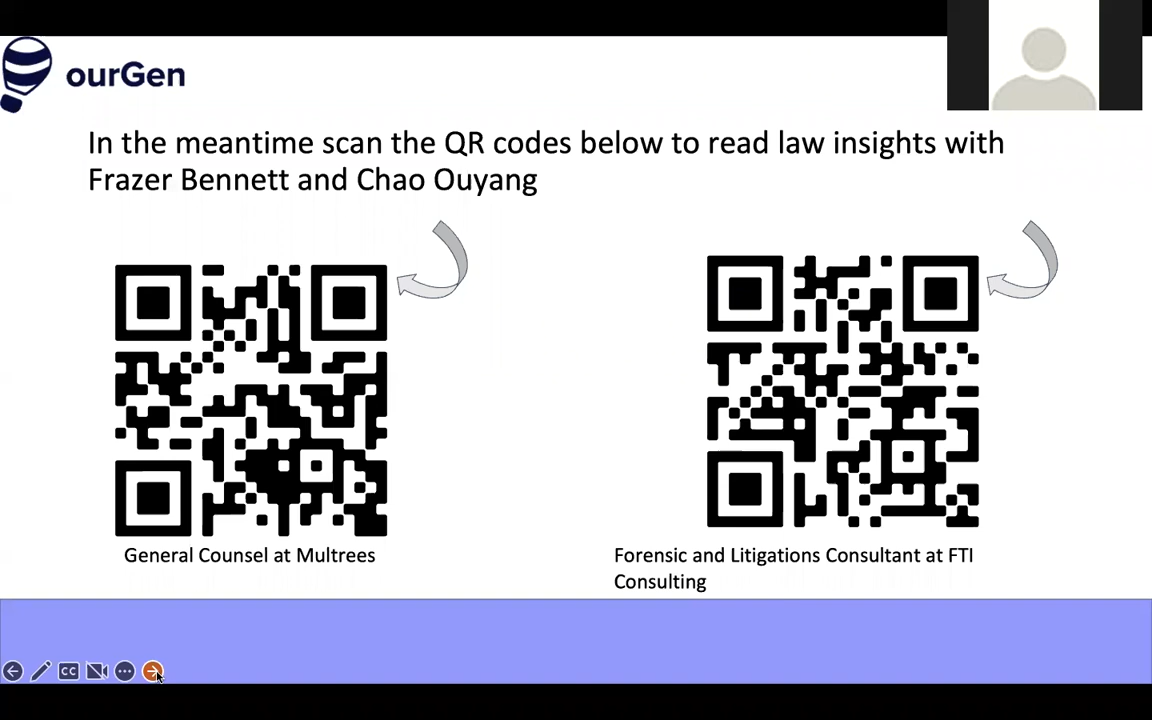 ourGen
In the meantime scan the QR codes below to read law insights with
Frazer Bennett and Chao Ouyang
General Counsel at Multrees
Forensic and Litigations Consultant at FTI
Consulting
CC